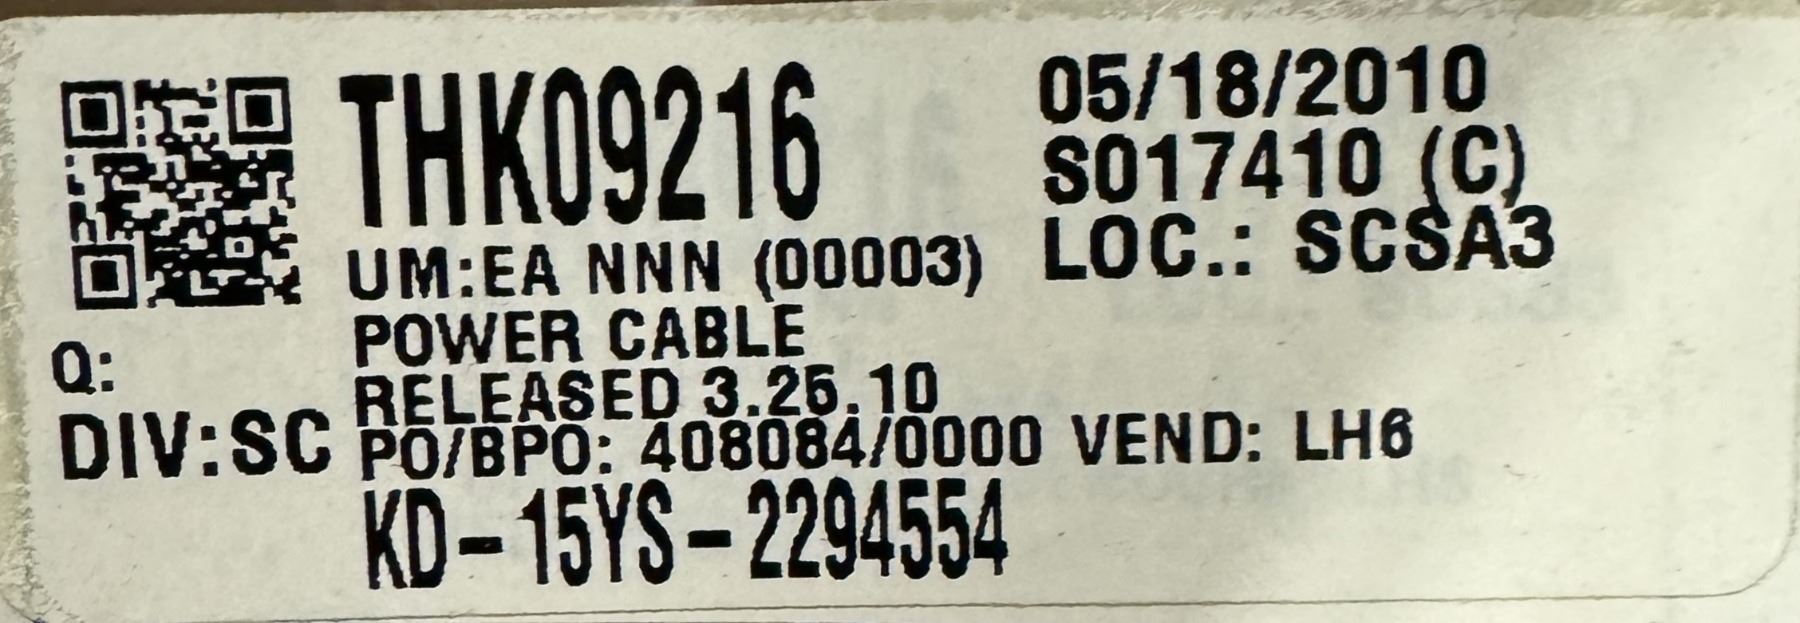 THK09216
05/18/2010
S017410 (C)
LOC.: SCSA3
UM:EA NNN (00003)
POWER CABLE
Q:
RELEASED 3.25.10
DIV:SC
PO/BPO: 408084/0000 VEND: LH6
KD-15YS-2294554